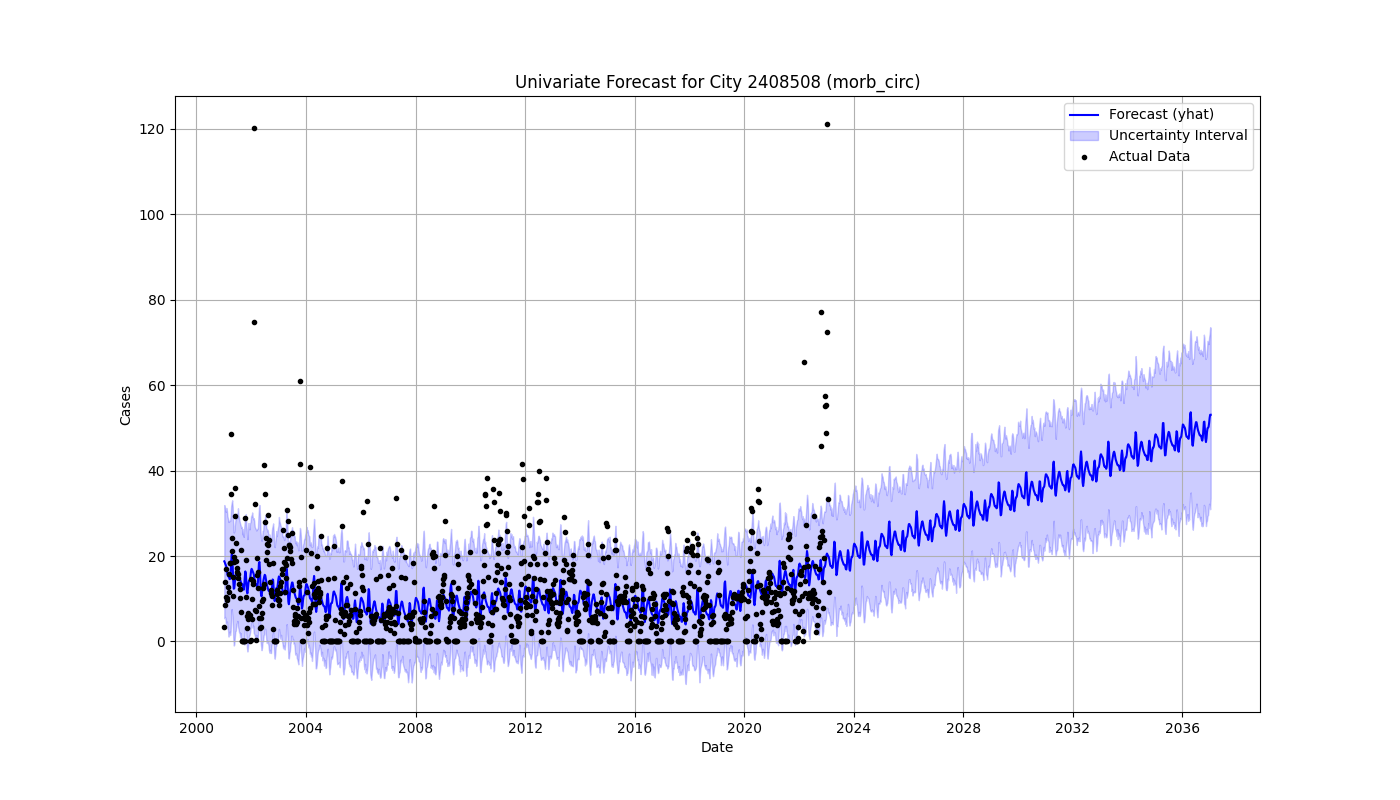 Univariate Forecast for City 2408508 (morb_circ)
Forecast (yhat)
Uncertainty Interval
Actual Data
Cases
120
100
80
60
40
20
0
2000 2004 2008 2012 2016 2020 2024 2028 2032 2036
Date